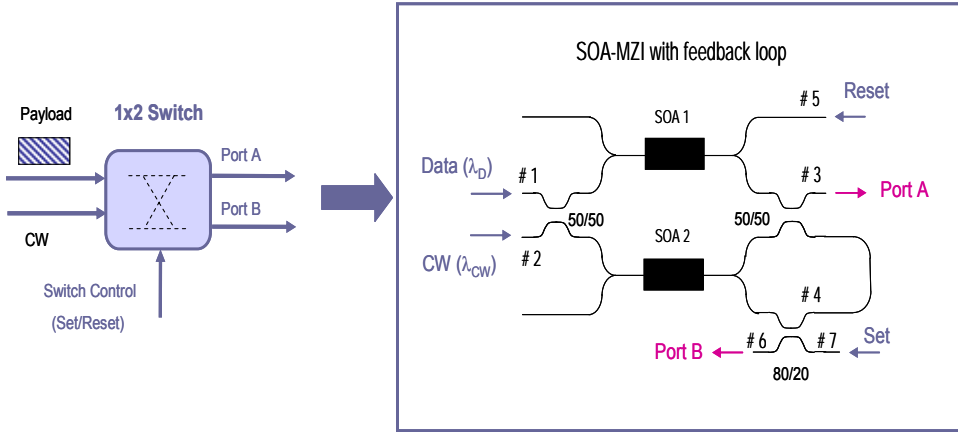 SOA-MZI with feedback loop
Payload
1x2 Switch
Port A
Port B
CW
Switch Control
(Set/Reset)
# 5
Reset
SOA 1
Data (λD)
# 1
# 3
Port A
50/50
50/50
CW (λCW)
# 2
SOA 2
# 4
Port B
# 6
# 7
Set
80/20